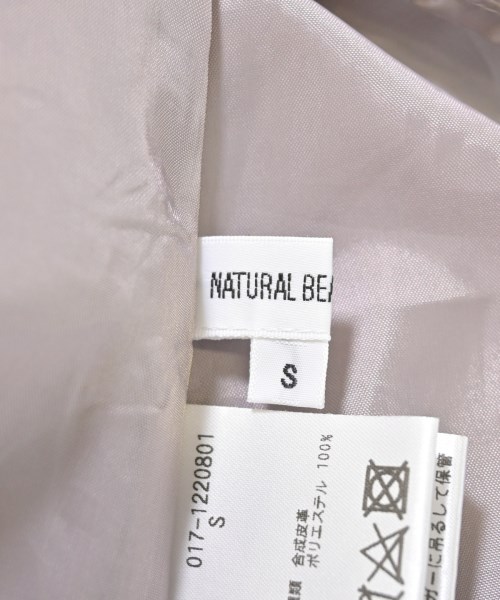 NATURAL BEA
S
017-1220801
S
合成皮革
ポリエステル 100%
ガーに吊るして保管